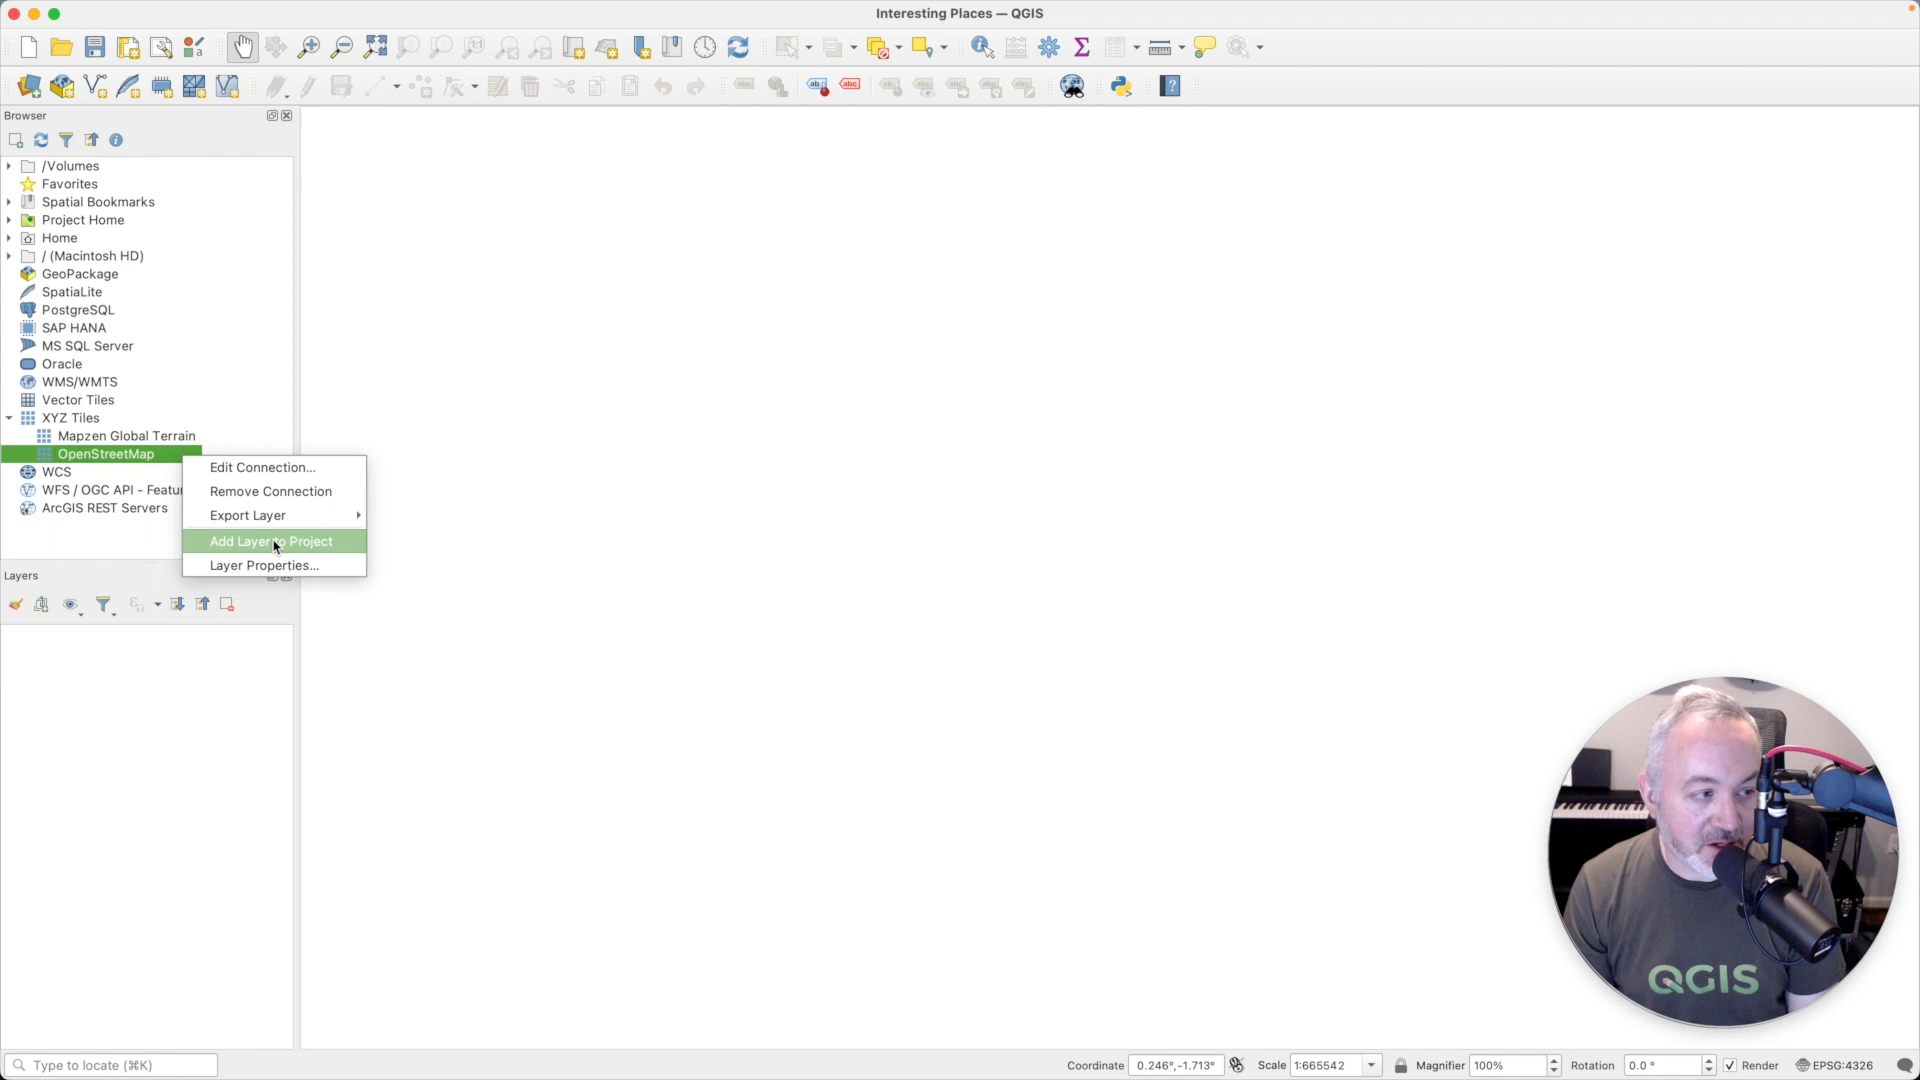 Interesting Places — QGIS
Browser
/Volumes
Favorites
Spatial Bookmarks
Project Home
Home
/ (Macintosh HD)
GeoPackage
SpatiaLite
PostgreSQL
SAP HANA
MS SQL Server
Oracle
WMS/WMTS
Vector Tiles
XYZ Tiles
Mapzen Global Terrain
OpenStreetMap
WCS
WFS / OGC API - Featu
ArcGIS REST Servers
Edit Connection...
Remove Connection
Export Layer
Add Layer to Project
Layer Properties...
Layers
QGIS
Type to locate (⌘K)
Coordinate 0.246°,-1.713° Scale 1:665542 Magnifier 100% Rotation 0.0 ° Render EPSG:4326